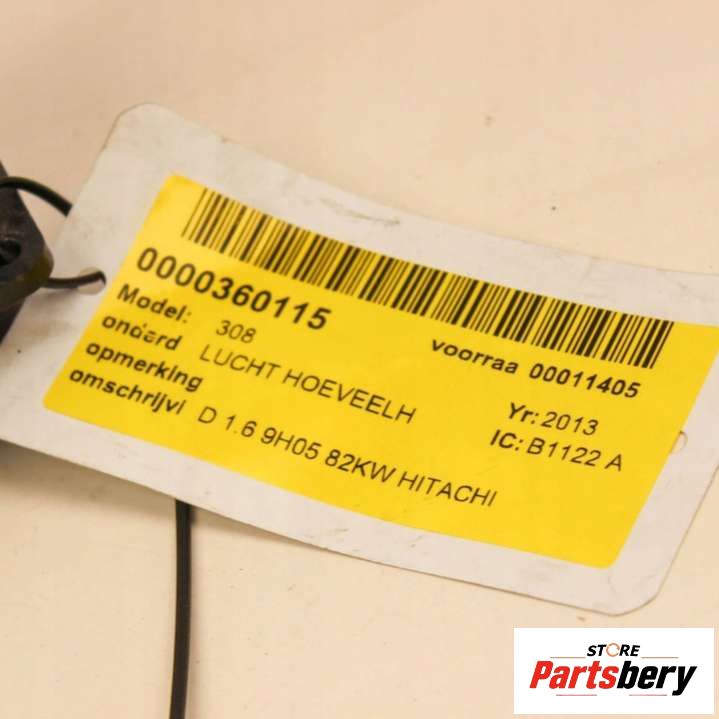 0000360115
voorraa 00011405
Model: 308
Yr: 2013
onderd LUCHT HOEVEELH
IC: B1122 A
opmerking
omschrijvi D 1.6 9H05 82KW HITACHI
STORE
Partsbery